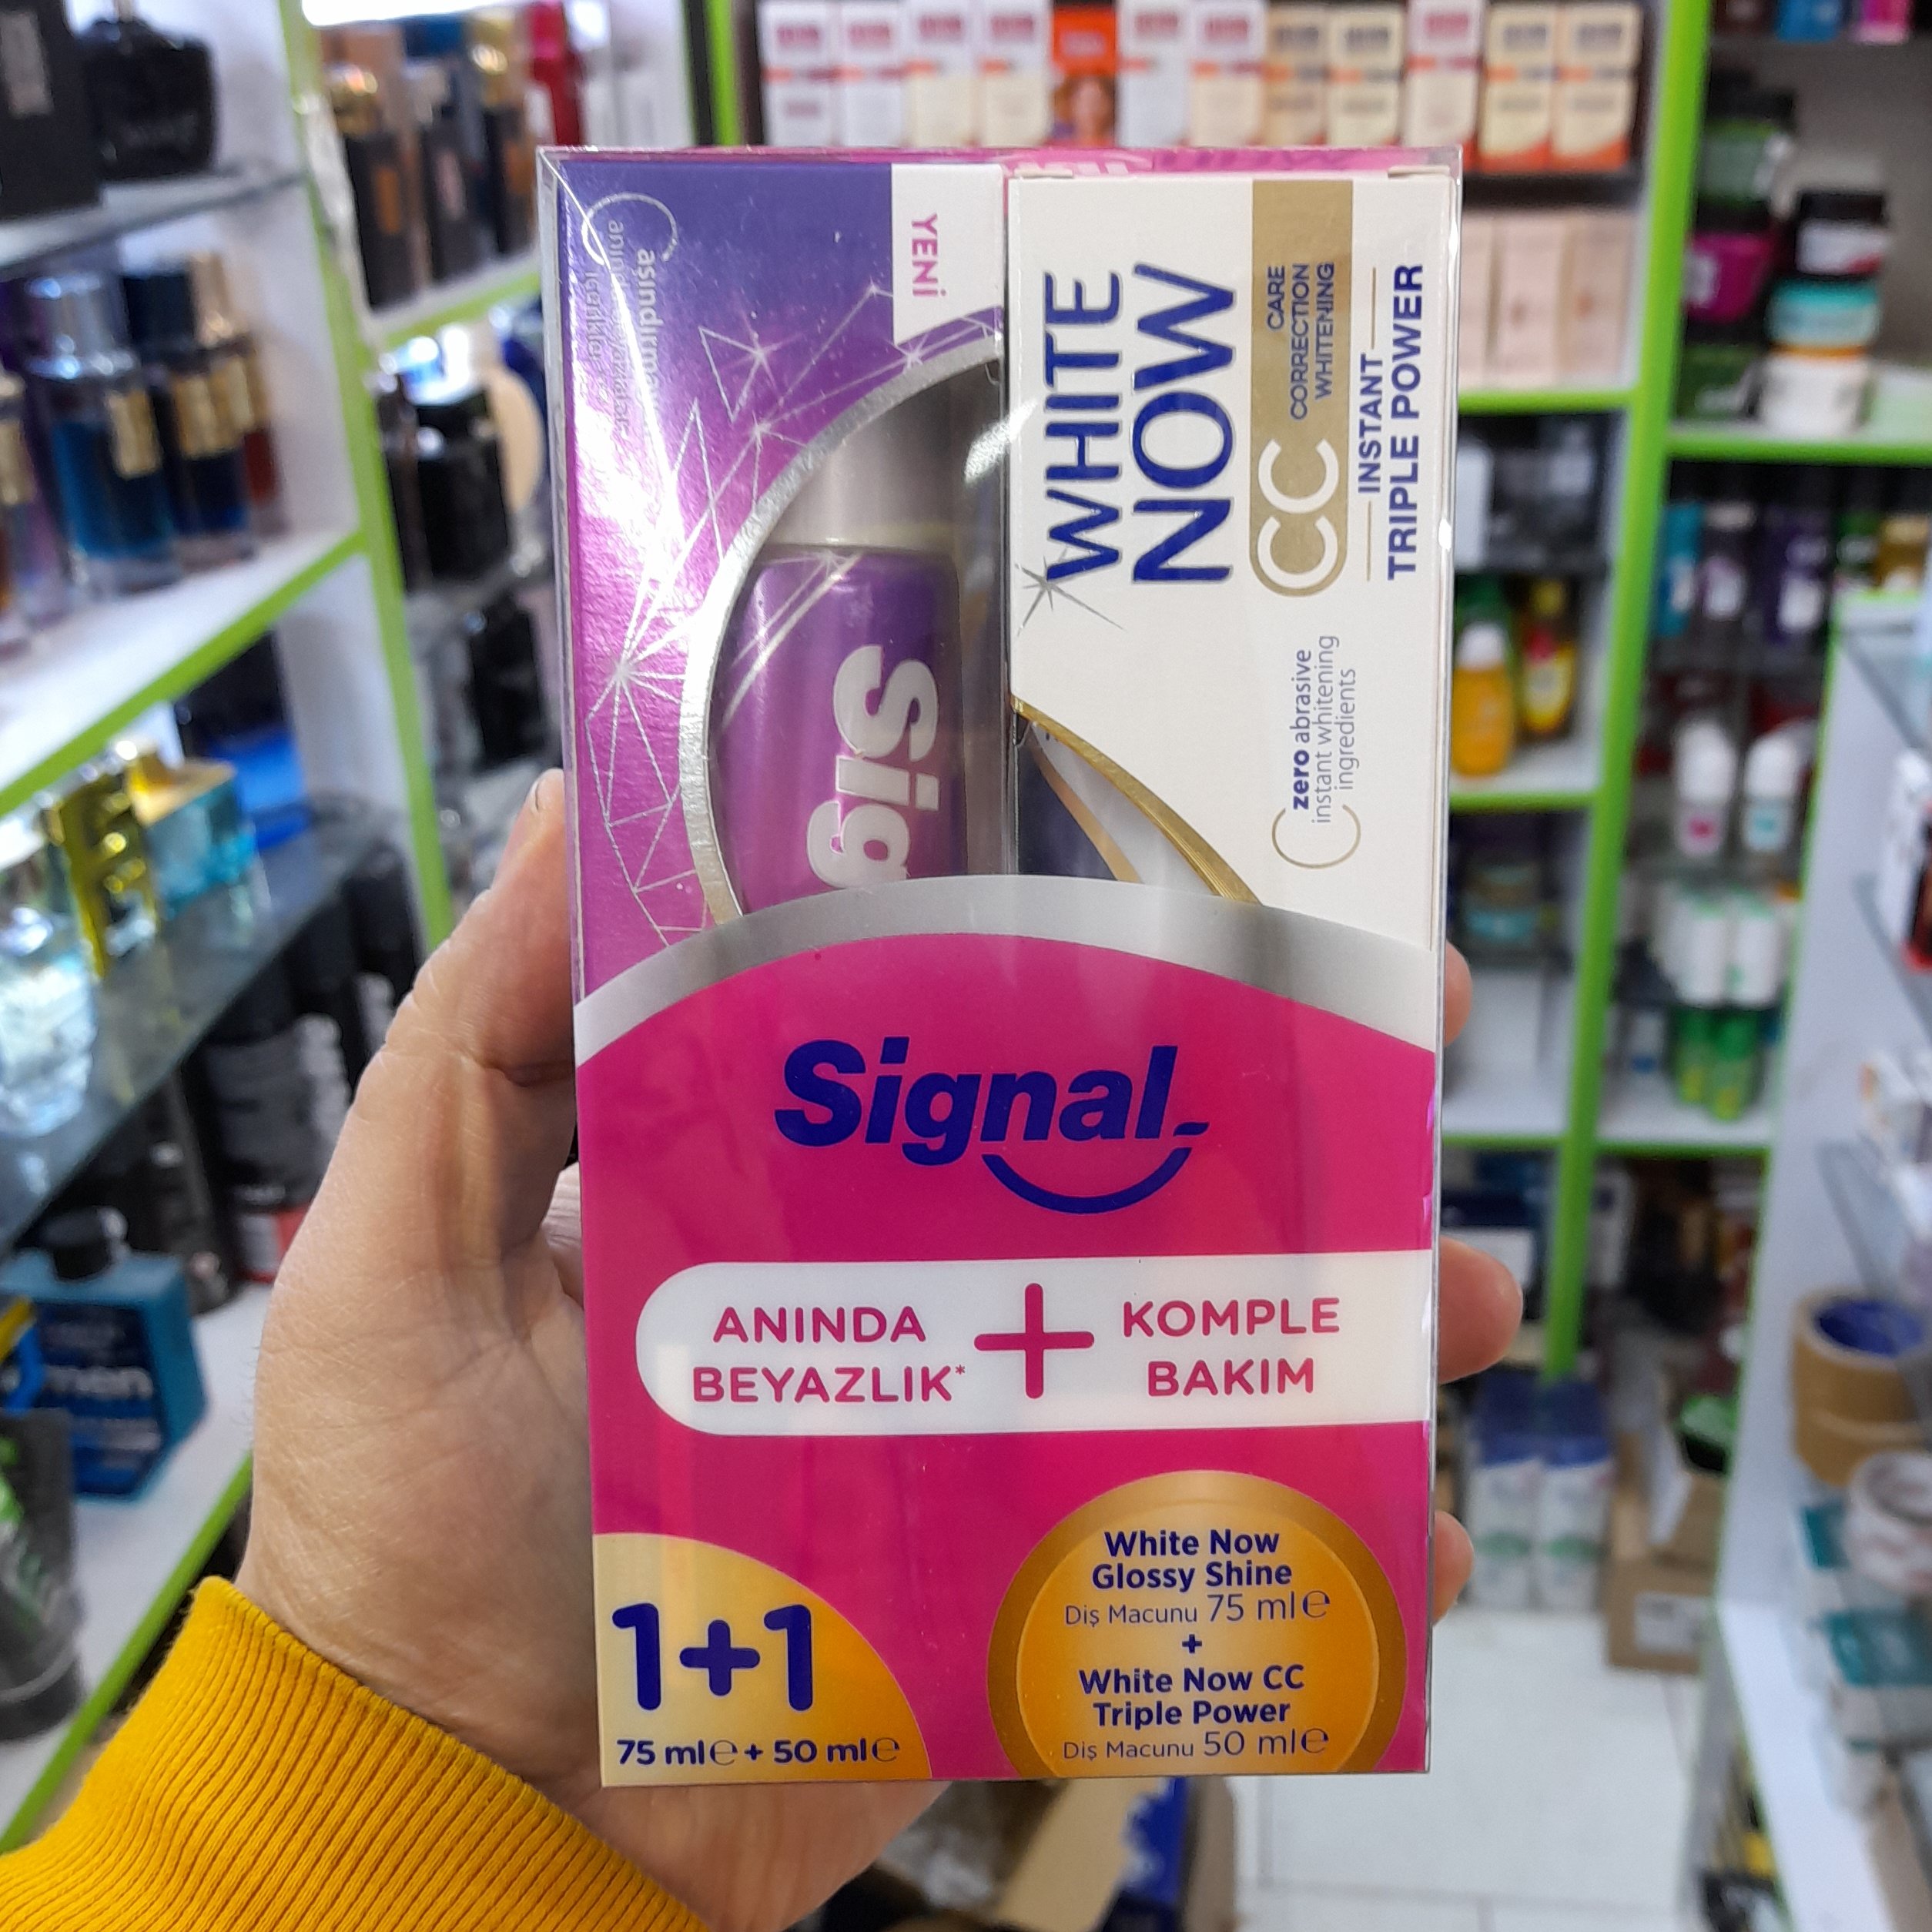 YENİ
aşındırma
Sig
WHITE
NOW
CC
CARE
CORRECTION
WHITENING
INSTANT
TRIPLE POWER
zero abrasive
instant whitening
ingredients
Signal
ANINDA
BEYAZLIK*
+
KOMPLE
BAKIM
1+1
75 ml℮ + 50 ml℮
White Now
Glossy Shine
Diş Macunu 75 ml℮
+
White Now CC
Triple Power
Diş Macunu 50 ml℮
men